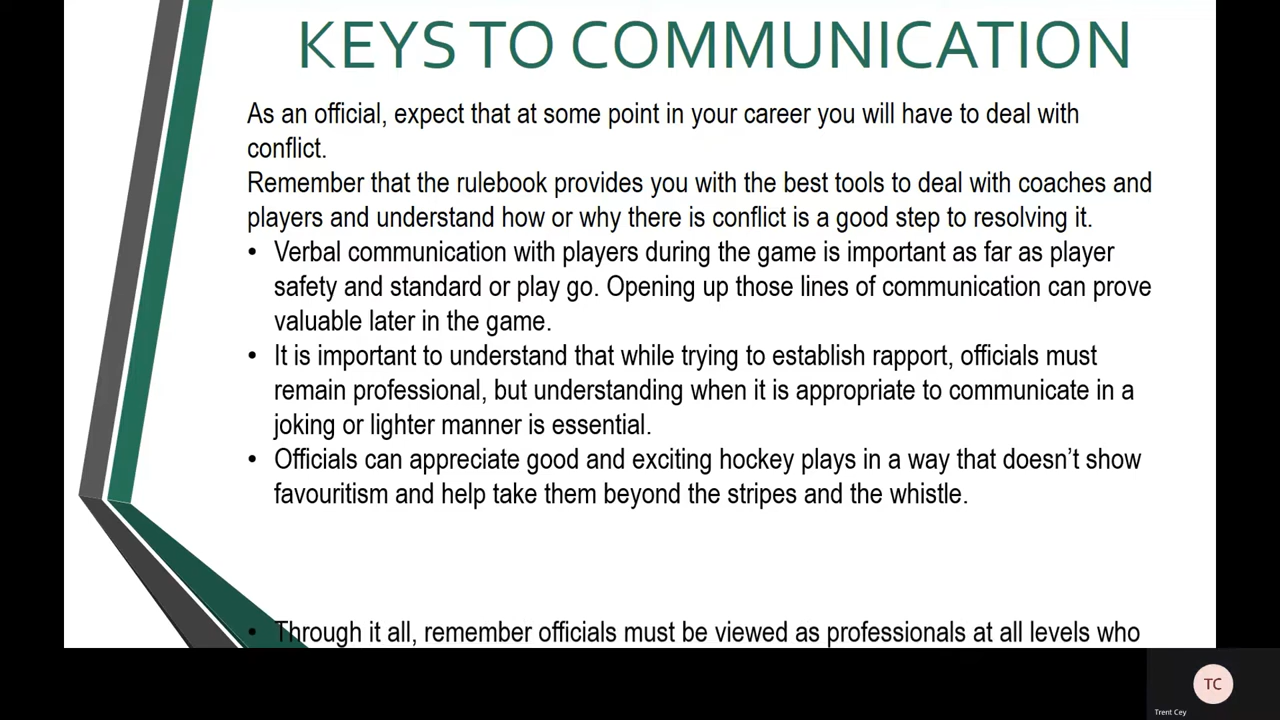 KEYS TO COMMUNICATION
As an official, expect that at some point in your career you will have to deal with
conflict.
Remember that the rulebook provides you with the best tools to deal with coaches and
players and understand how or why there is conflict is a good step to resolving it.
• Verbal communication with players during the game is important as far as player
safety and standard or play go. Opening up those lines of communication can prove
valuable later in the game.
• It is important to understand that while trying to establish rapport, officials must
remain professional, but understanding when it is appropriate to communicate in a
joking or lighter manner is essential.
• Officials can appreciate good and exciting hockey plays in a way that doesn’t show
favouritism and help take them beyond the stripes and the whistle.
• Through it all, remember officials must be viewed as professionals at all levels who
TC
Trent Cey